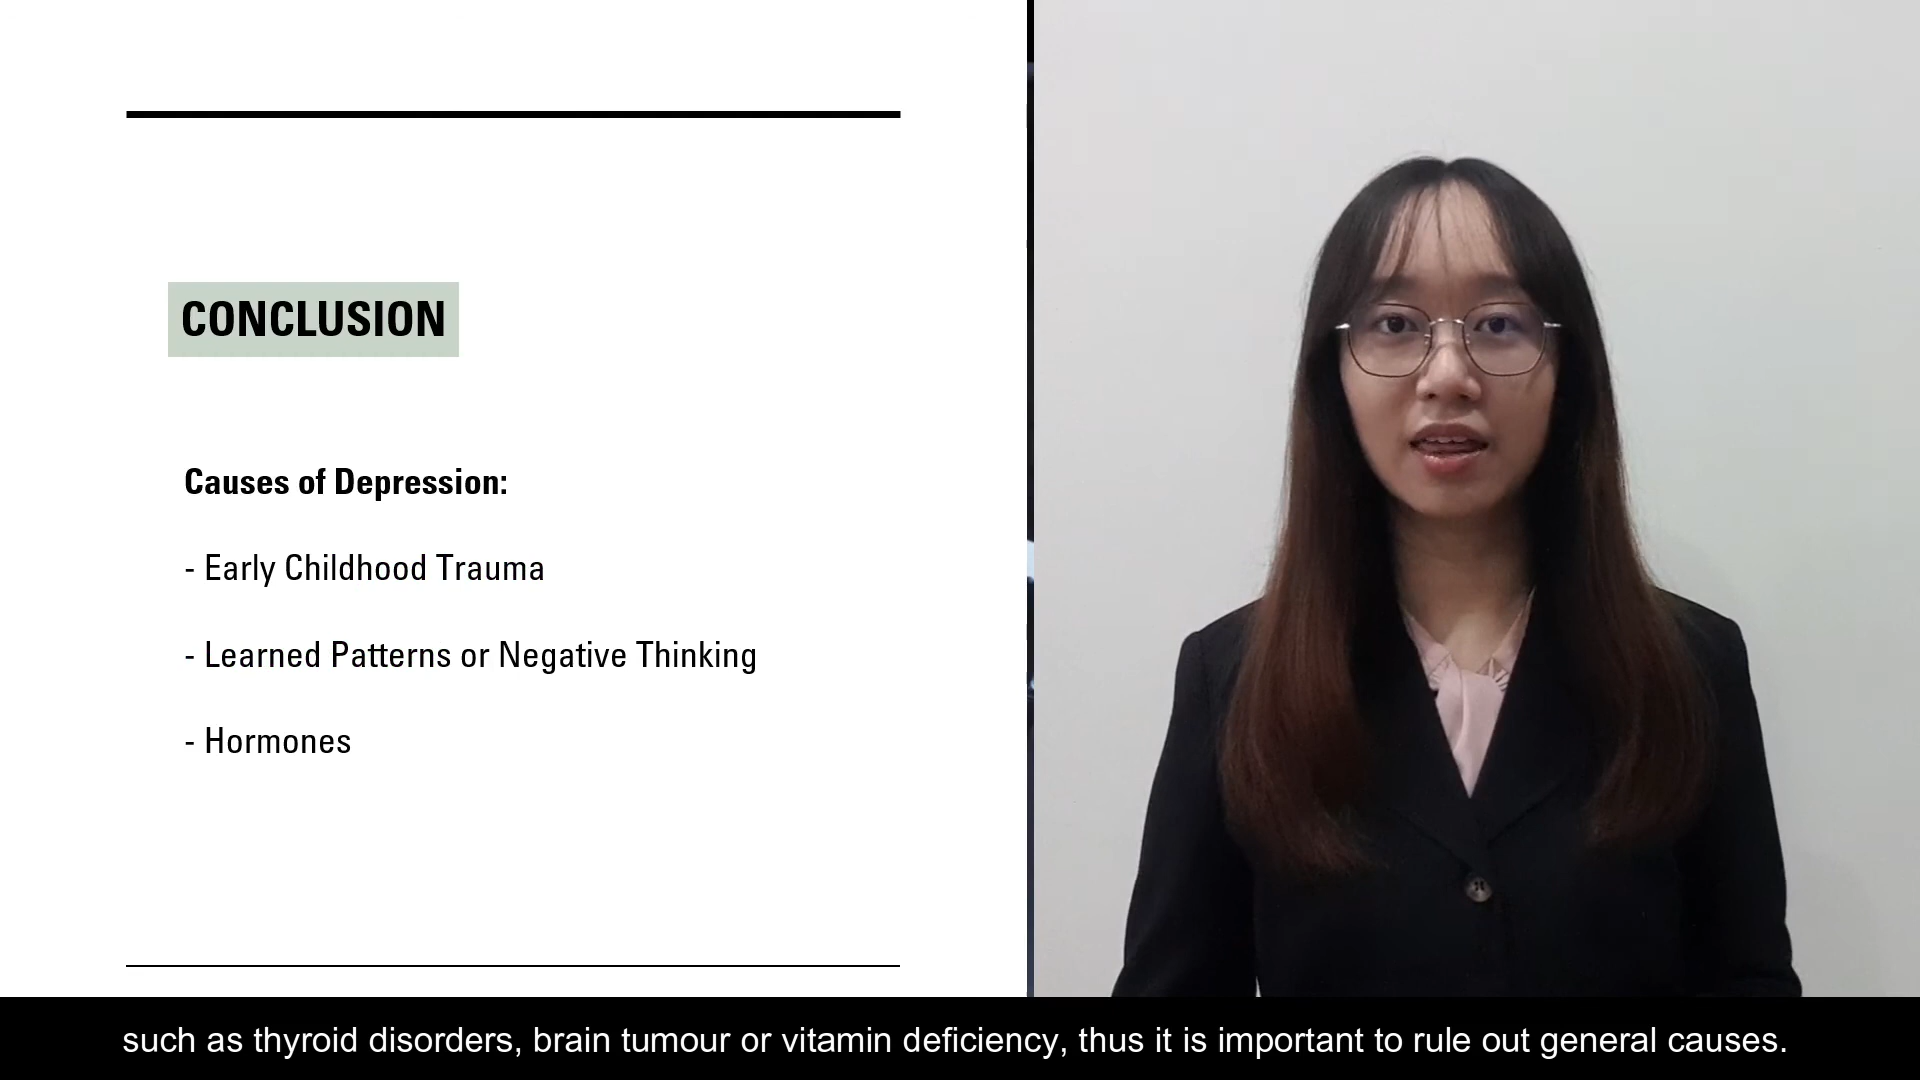 CONCLUSION
Causes of Depression:
- Early Childhood Trauma
- Learned Patterns or Negative Thinking
- Hormones
such as thyroid disorders, brain tumour or vitamin deficiency, thus it is important to rule out general causes.